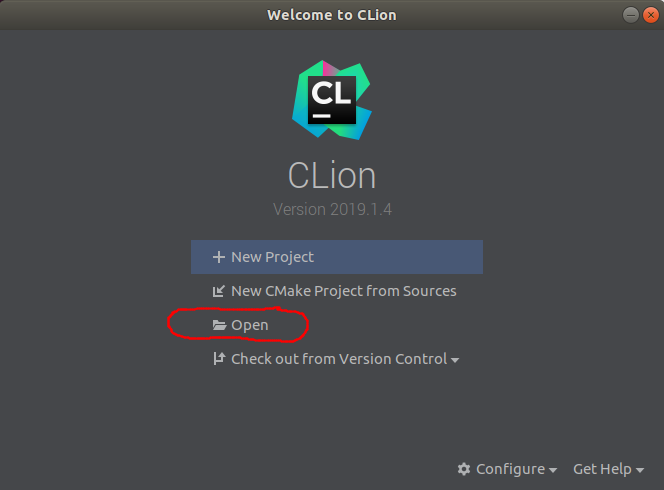 Welcome to CLion
CL
CLion
Version 2019.1.4
New Project
New CMake Project from Sources
Open
Check out from Version Control
Configure Get Help